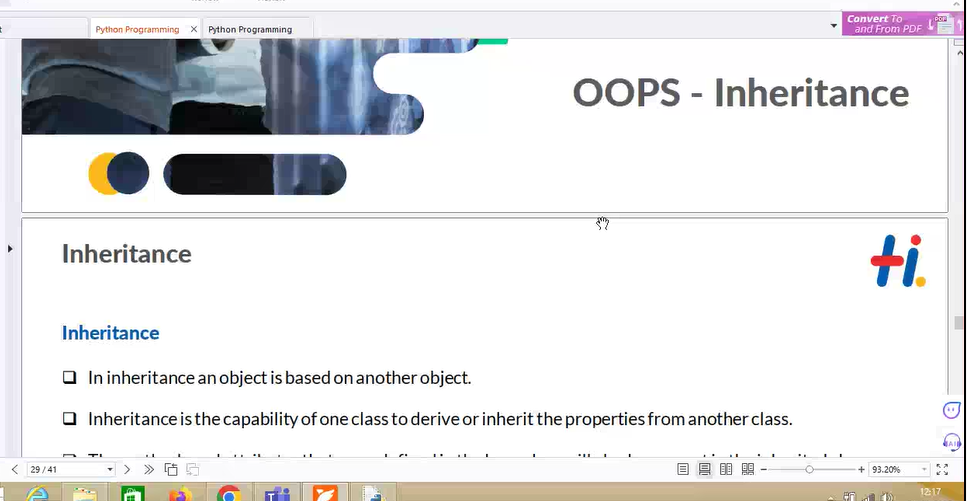 Python Programming
Python Programming
Convert To
and From PDF
PDF
OOPS - Inheritance
Inheritance
Hi
Inheritance
In inheritance an object is based on another object.
Inheritance is the capability of one class to derive or inherit the properties from another class.
29 / 41
93.20%
12:17